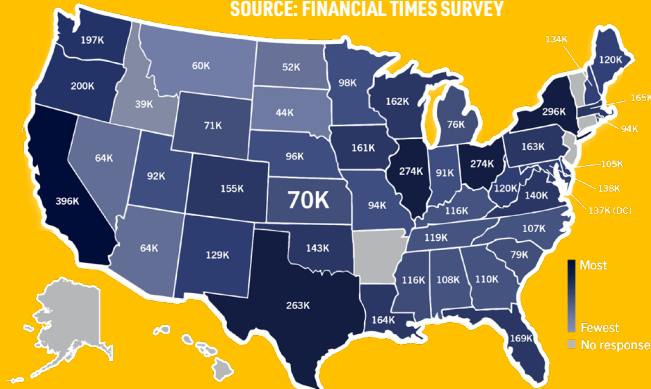 SOURCE: FINANCIAL TIMES SURVEY
197K
60K
52K
98K
134K
120K
200K
39K
44K
162K
76K
296K
165K
94K
71K
64K
96K
161K
163K
105K
138K
137K (DC)
396K
92K
155K
70K
94K
274K
91K
274K
120K
140K
116K
107K
64K
129K
143K
119K
79K
263K
116K
108K
110K
164K
169K
Most
Fewest
No response